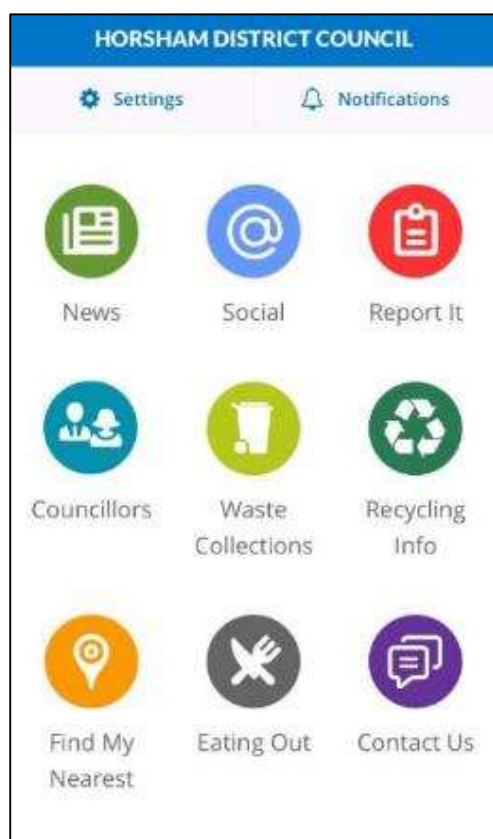 HORSHAM DISTRICT COUNCIL
Settings Notifications
News Social Report It
Councillors Waste Recycling
Collections Info
Find My Eating Out Contact Us
Nearest